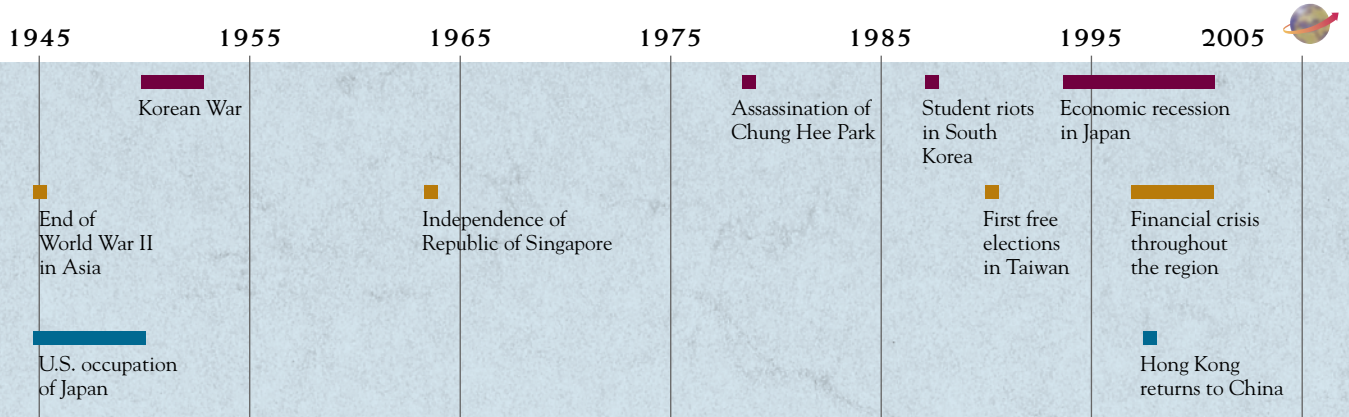 1945 1955 1965 1975 1985 1995 2005
Korean War
Assassination of
Chung Hee Park
Student riots
in South
Korea
Economic recession
in Japan
End of
World War II
in Asia
Independence of
Republic of Singapore
First free
elections
in Taiwan
Financial crisis
throughout
the region
U.S. occupation
of Japan
Hong Kong
returns to China